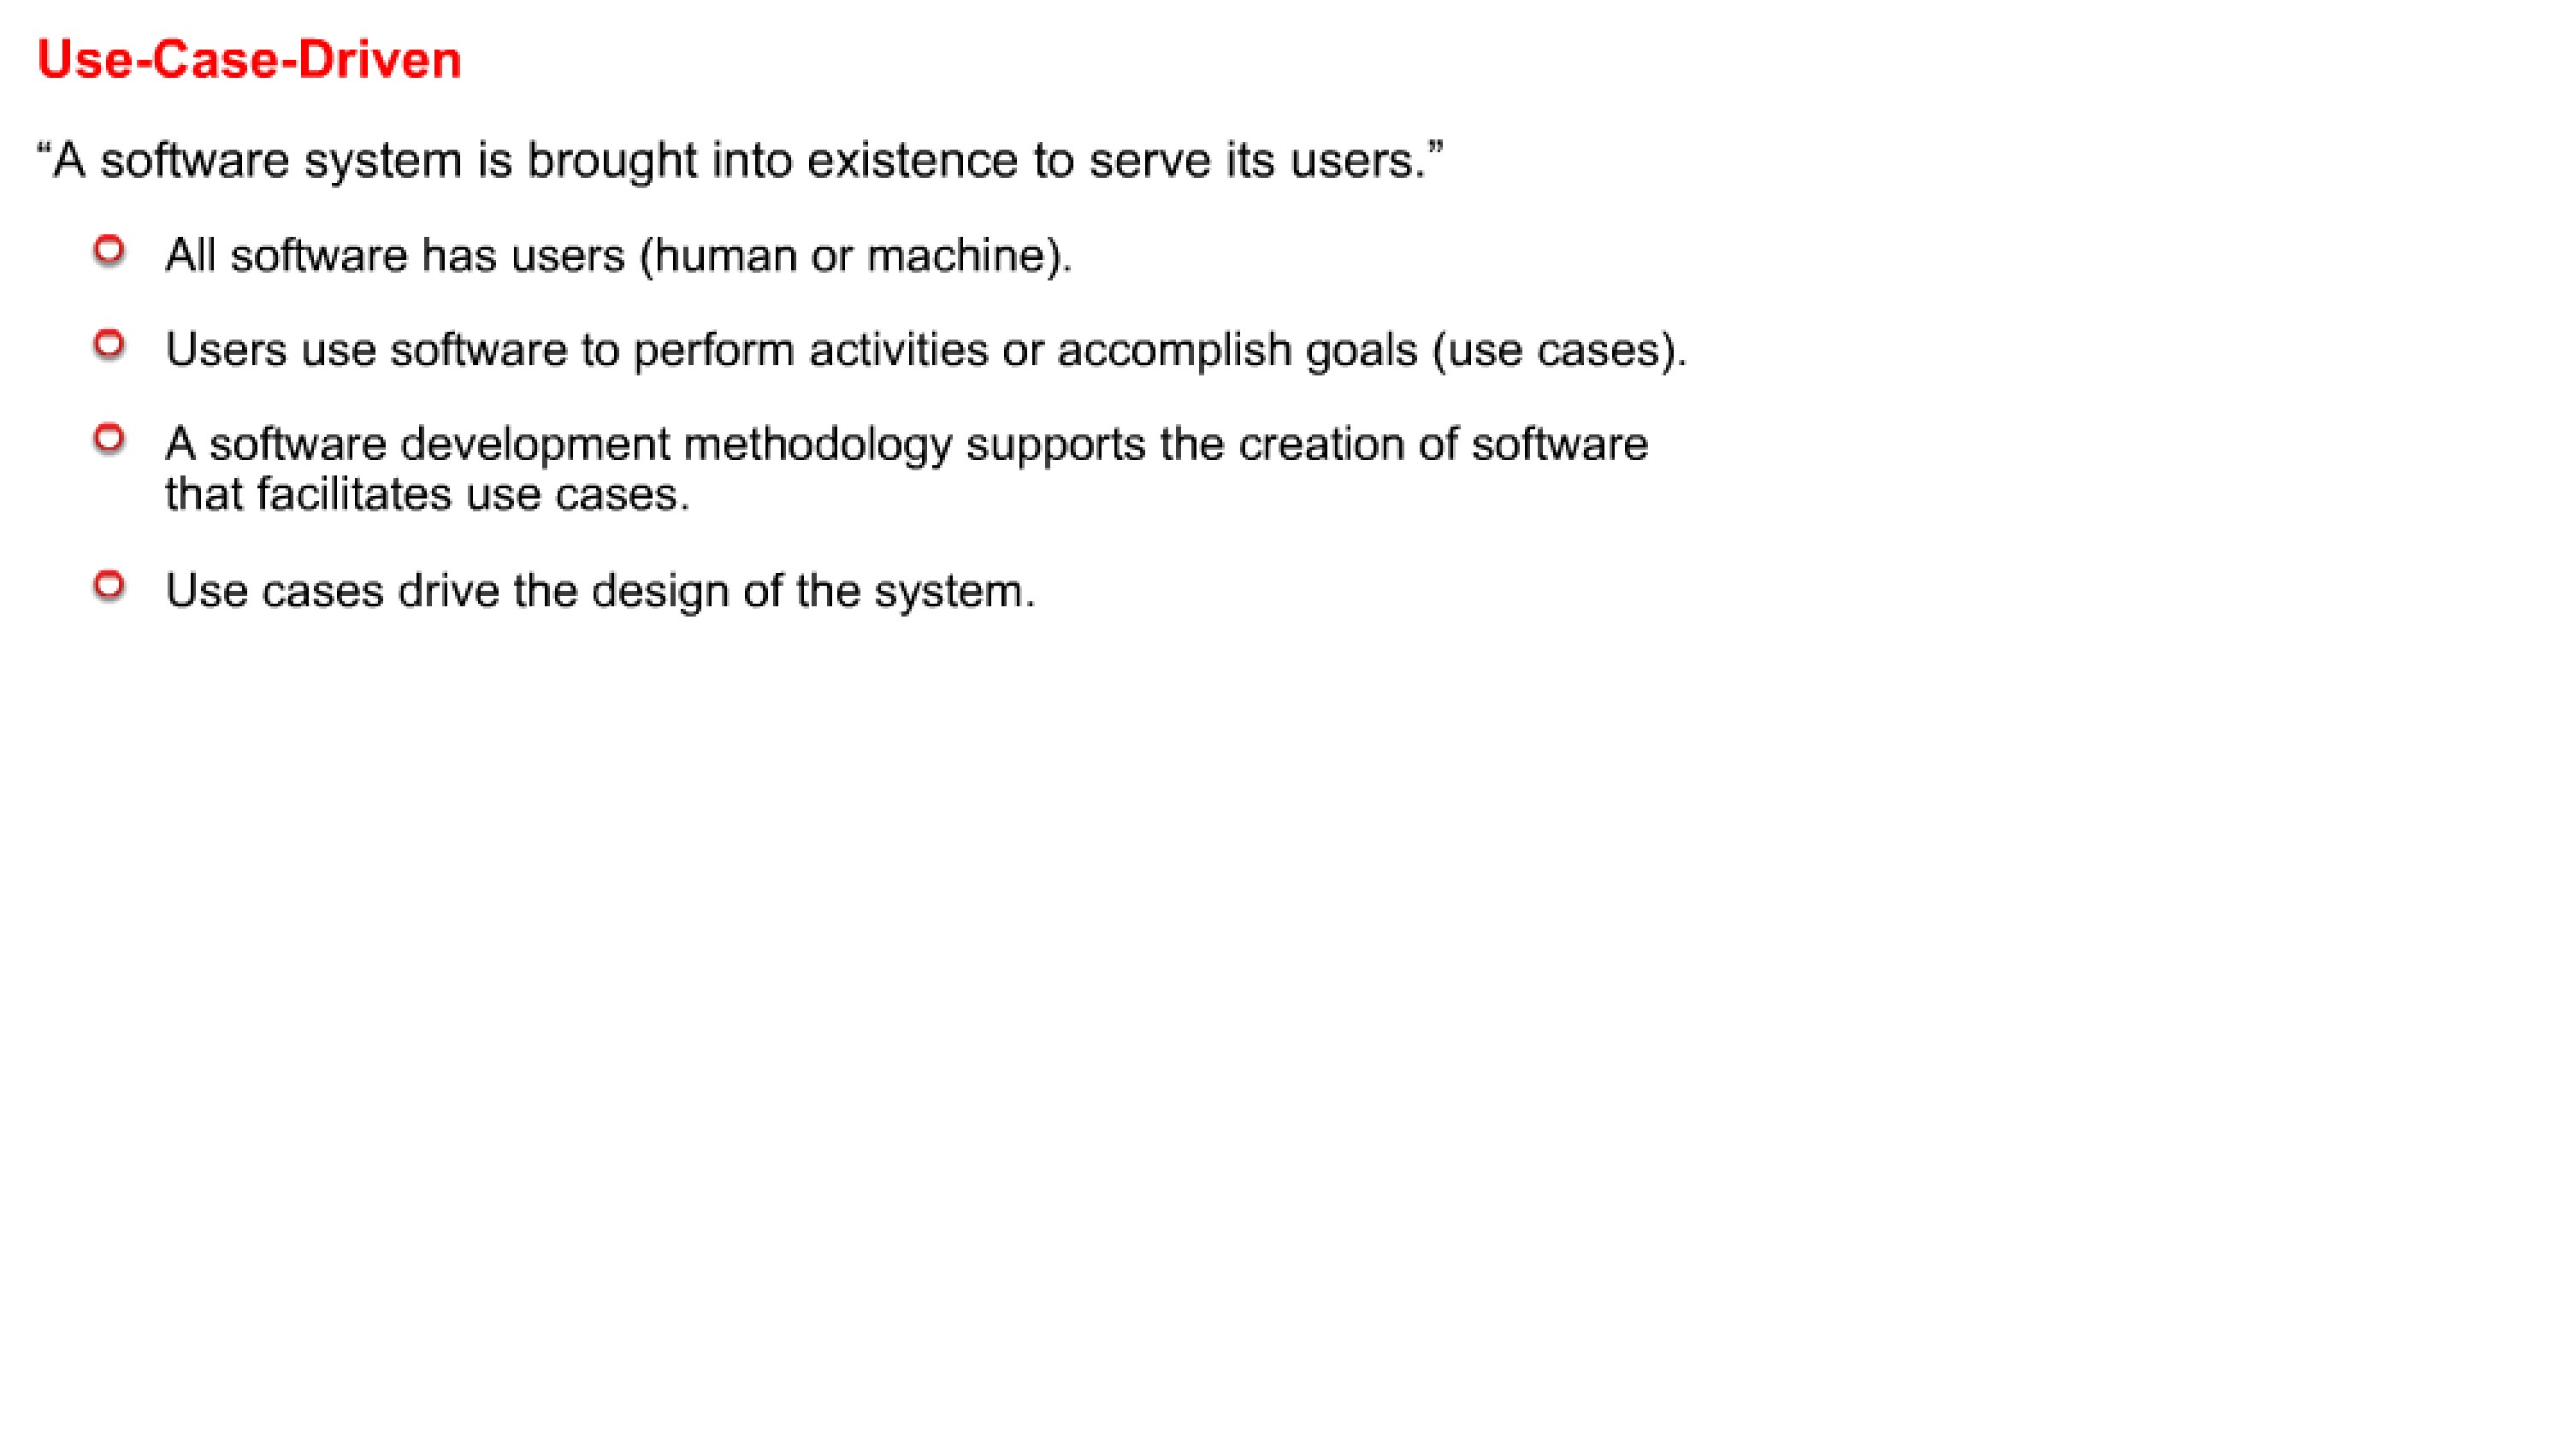 Use-Case-Driven
“A software system is brought into existence to serve its users.”
All software has users (human or machine).
Users use software to perform activities or accomplish goals (use cases).
A software development methodology supports the creation of software
that facilitates use cases.
Use cases drive the design of the system.